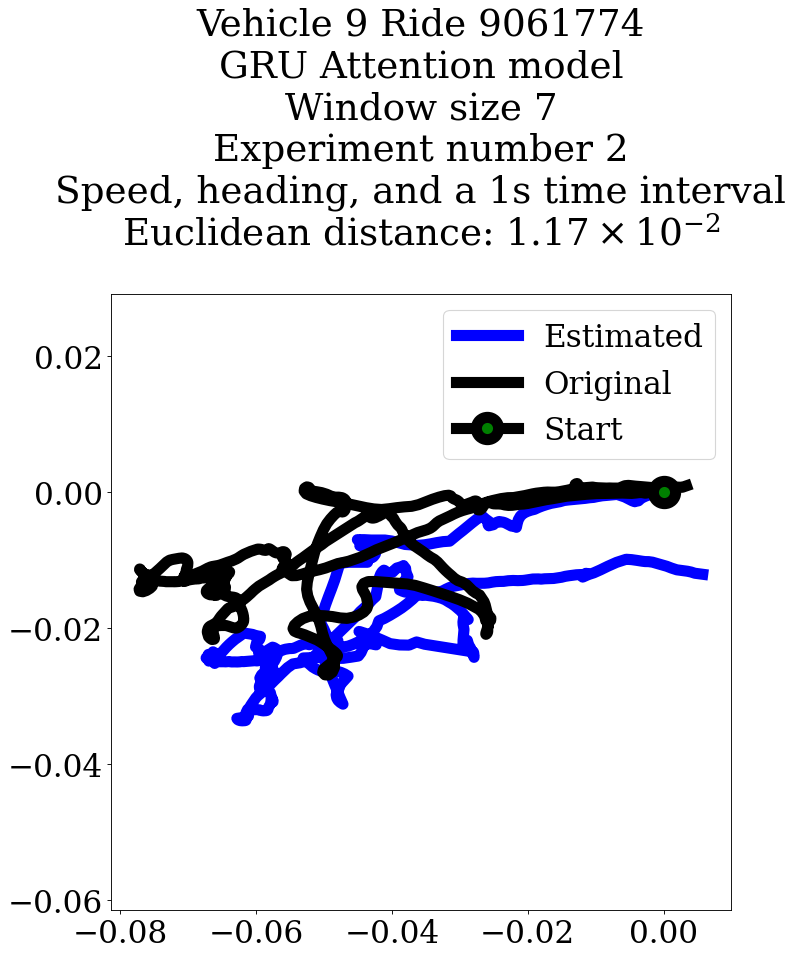 Vehicle 9 Ride 9061774
GRU Attention model
Window size 7
Experiment number 2
Speed, heading, and a 1s time interval
Euclidean distance: 1.17 × 10⁻²
Estimated
Original
Start
0.02
0.00
−0.02
−0.04
−0.06
−0.08 −0.06 −0.04 −0.02 0.00